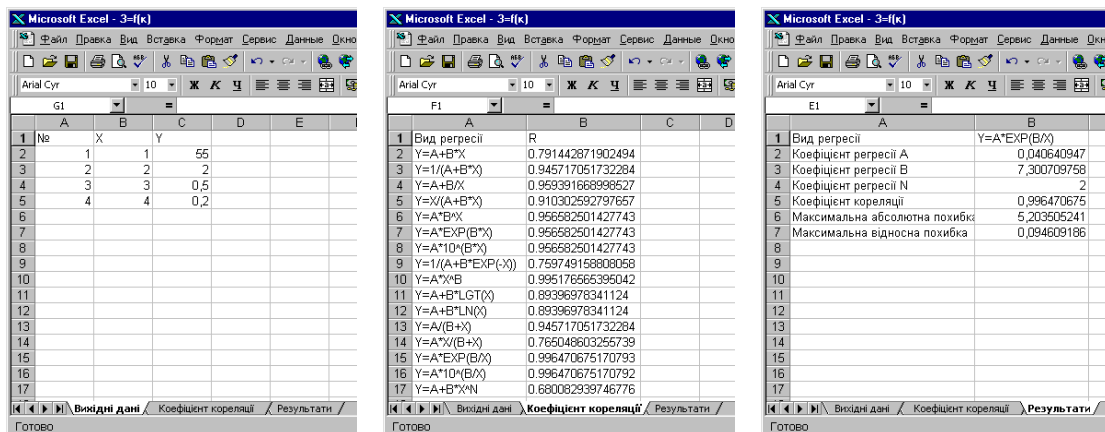 Microsoft Excel - З=f(к)
Файл Правка Вид Вставка Формат Сервис Данные Окно
Arial Cyr 10 Ж К Ч
G1 =
A B C D E
1 № X Y
2 1 1 55
3 2 2 2
4 3 3 0,5
5 4 4 0,2
6
7
8
9
10
11
12
13
14
15
16
17
Вихідні дані Коефіцієнт кореляції Результати
Готово
Microsoft Excel - З=f(к)
Файл Правка Вид Вставка Формат Сервис Данные Окно
Arial Cyr 10 Ж К Ч
F1 =
A B C D
1 Вид регресії R
2 Y=A+B*X 0.791442871902494
3 Y=1/(A+B*X) 0.945717051732284
4 Y=A+B/X 0.959391668998527
5 Y=X/(A+B*X) 0.910302592797657
6 Y=A*B^X 0.956582501427743
7 Y=A*EXP(B*X) 0.956582501427743
8 Y=A*10^(B*X) 0.956582501427743
9 Y=1/(A+B*EXP(-X)) 0.759749158808058
10 Y=A*X^B 0.995176565395042
11 Y=A+B*LGT(X) 0.89396978341124
12 Y=A+B*LN(X) 0.89396978341124
13 Y=A/(B+X) 0.945717051732284
14 Y=A*X/(B+X) 0.765048603255739
15 Y=A*EXP(B/X) 0.996470675170793
16 Y=A*10^(B/X) 0.996470675170792
17 Y=A+B*X^N 0.680082939746776
Вихідні дані Коефіцієнт кореляції Результати
Готово
Microsoft Excel - З=f(к)
Файл Правка Вид Вставка Формат Сервис Данные
Arial Cyr 10 Ж К Ч
E1 =
A B
1 Вид регресії Y=A*EXP(B/X)
2 Коефіцієнт регресії A 0,040640947
3 Коефіцієнт регресії B 7,300709758
4 Коефіцієнт регресії N 2
5 Коефіцієнт кореляції 0,996470675
6 Максимальна абсолютна похибка 5,203505241
7 Максимальна відносна похибка 0,094609186
8
9
10
11
12
13
14
15
16
17
Вихідні дані Коефіцієнт кореляції Результати
Готово